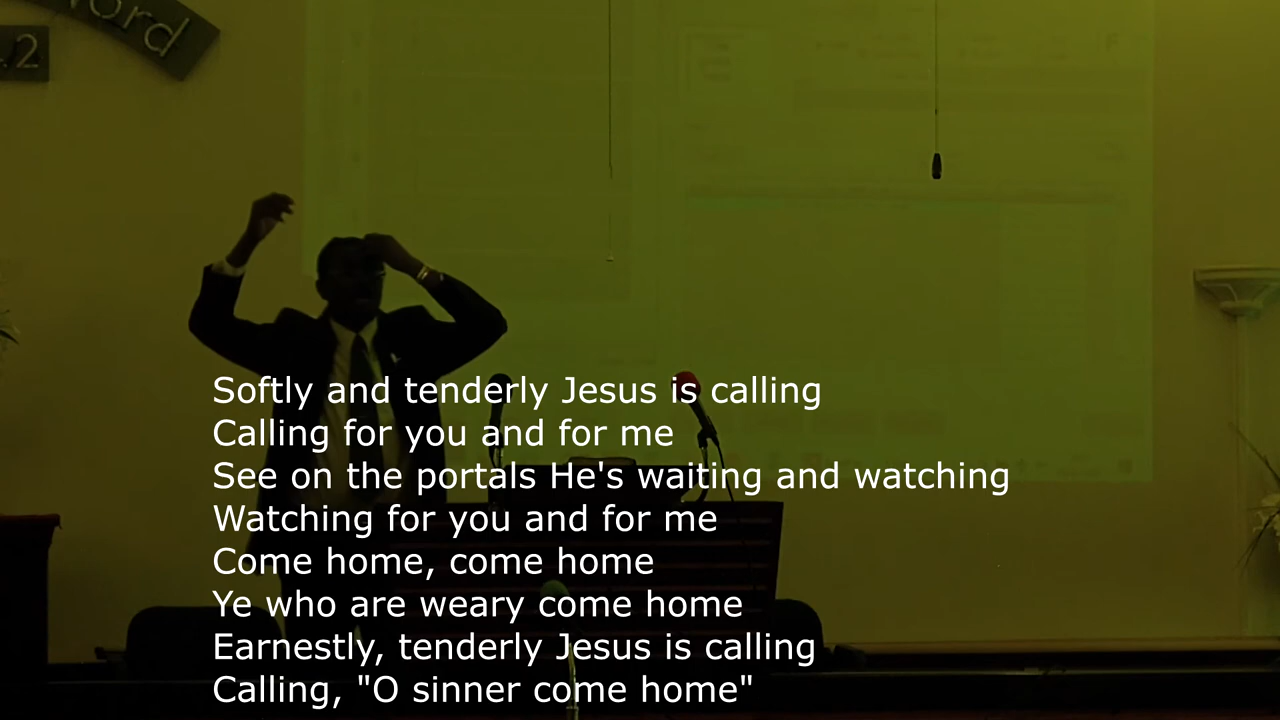 ord
.2
Softly and tenderly Jesus is calling
Calling for you and for me
See on the portals He's waiting and watching
Watching for you and for me
Come home, come home
Ye who are weary come home
Earnestly, tenderly Jesus is calling
Calling, "O sinner come home"